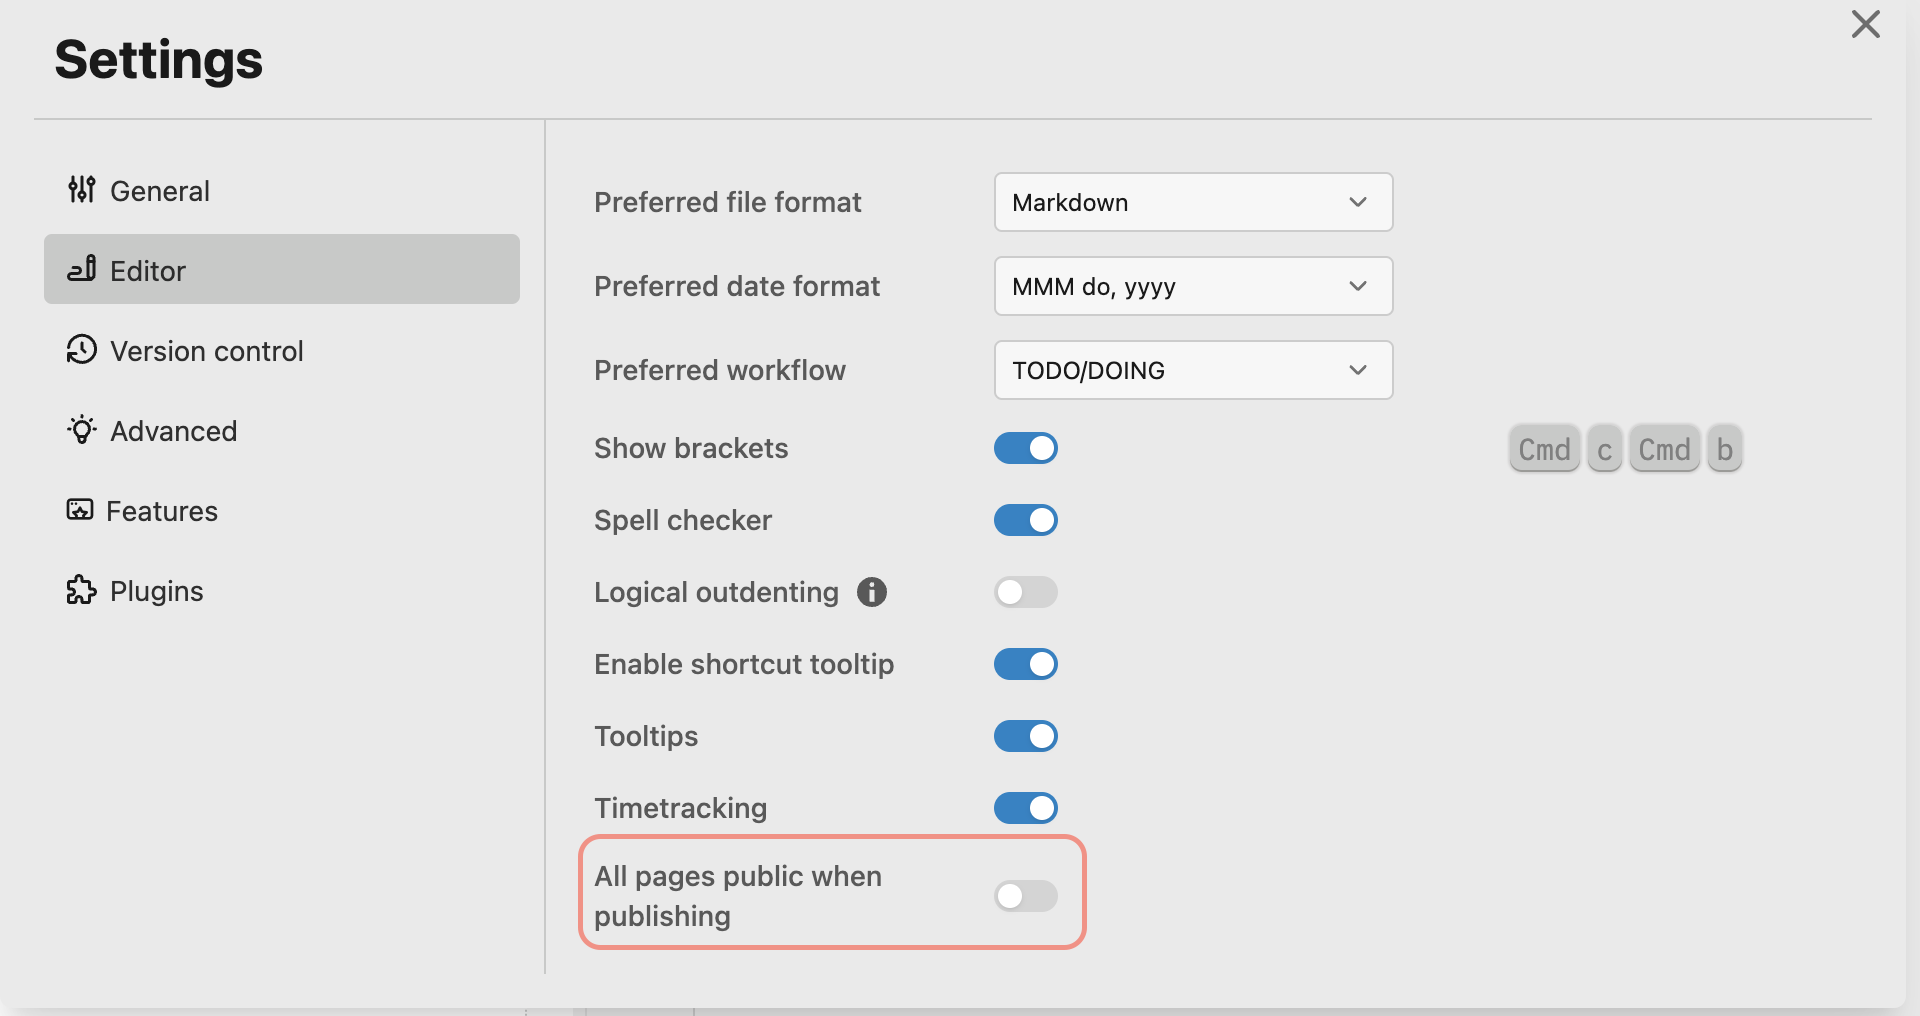 Settings
General
Editor
Version control
Advanced
Features
Plugins
Preferred file format
Markdown
Preferred date format
MMM do, yyyy
Preferred workflow
TODO/DOING
Show brackets
Cmd c Cmd b
Spell checker
Logical outdenting
Enable shortcut tooltip
Tooltips
Timetracking
All pages public when
publishing